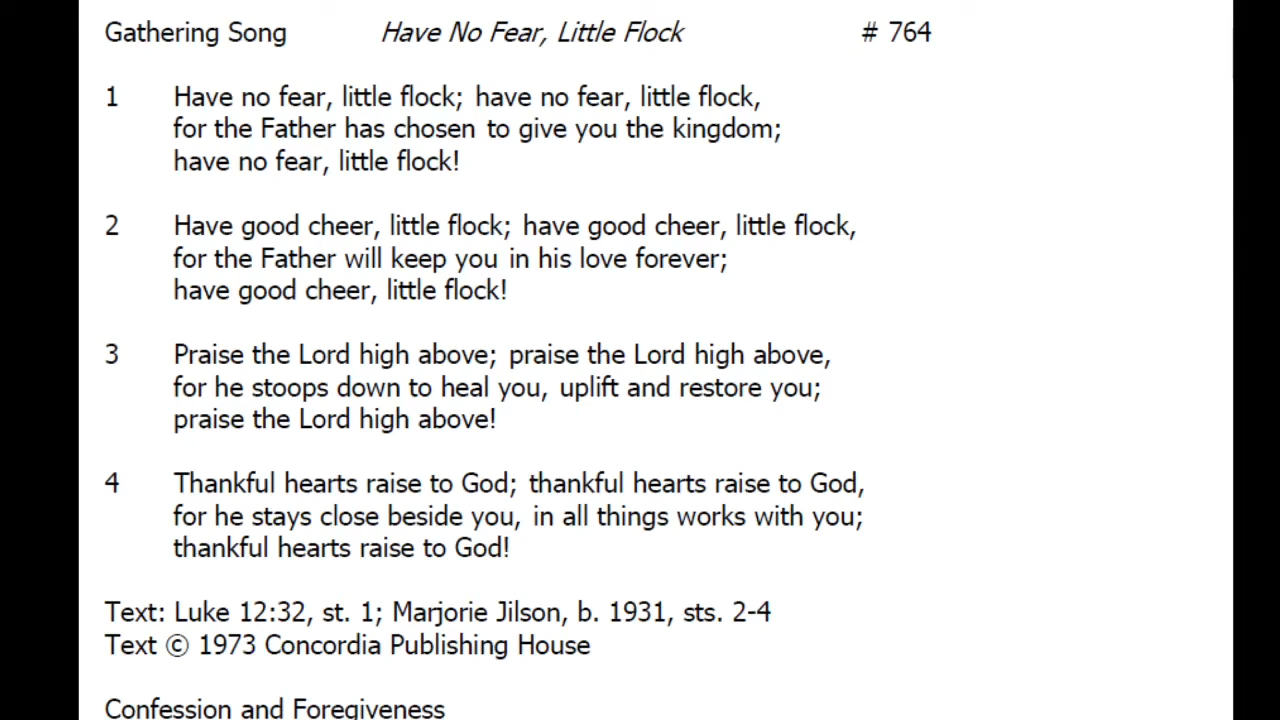 Gathering Song Have No Fear, Little Flock # 764
1 Have no fear, little flock; have no fear, little flock,
for the Father has chosen to give you the kingdom;
have no fear, little flock!
2 Have good cheer, little flock; have good cheer, little flock,
for the Father will keep you in his love forever;
have good cheer, little flock!
3 Praise the Lord high above; praise the Lord high above,
for he stoops down to heal you, uplift and restore you;
praise the Lord high above!
4 Thankful hearts raise to God; thankful hearts raise to God,
for he stays close beside you, in all things works with you;
thankful hearts raise to God!
Text: Luke 12:32, st. 1; Marjorie Jilson, b. 1931, sts. 2-4
Text © 1973 Concordia Publishing House
Confession and Foregiveness